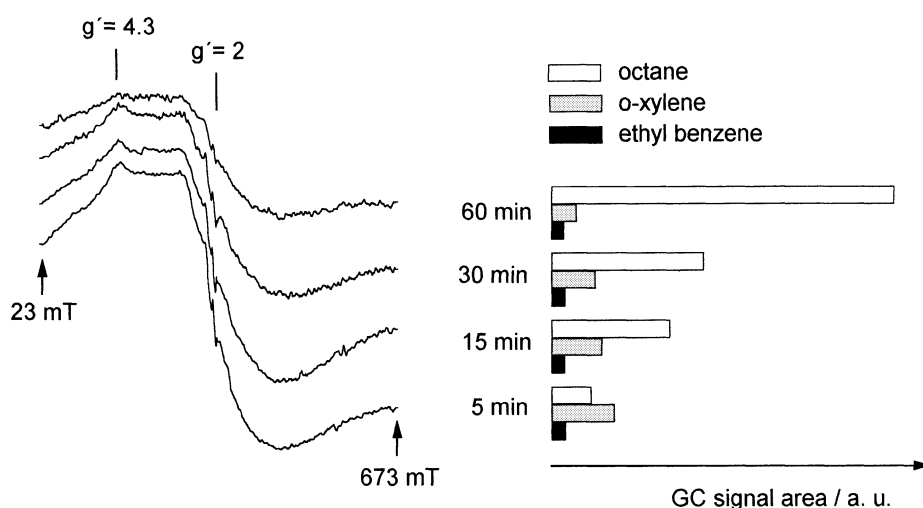 g´= 4.3
g´= 2
23 mT
673 mT
octane
o-xylene
ethyl benzene
60 min
30 min
15 min
5 min
GC signal area / a. u.